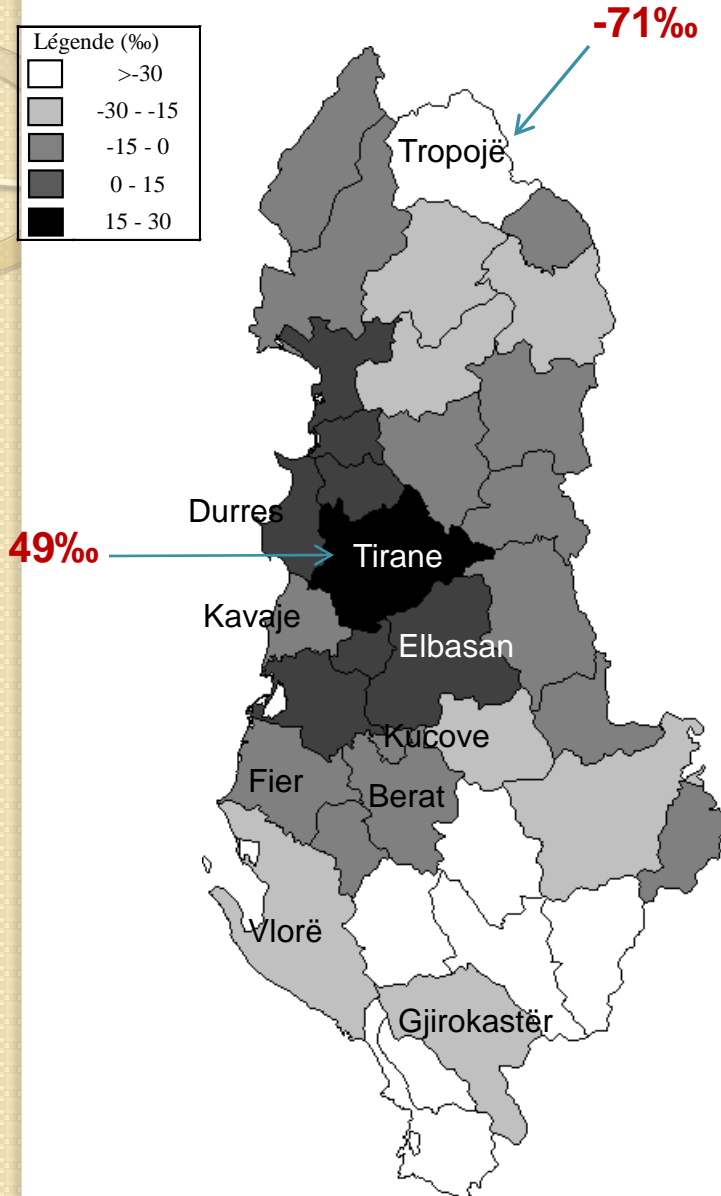 -71‰
Légende (‰)
>-30
-30 - -15
-15 - 0
0 - 15
15 - 30
Tropojë
Durres
49‰
Tirane
Kavaje
Elbasan
Kucove
Fier
Berat
Vlorë
Gjirokastër